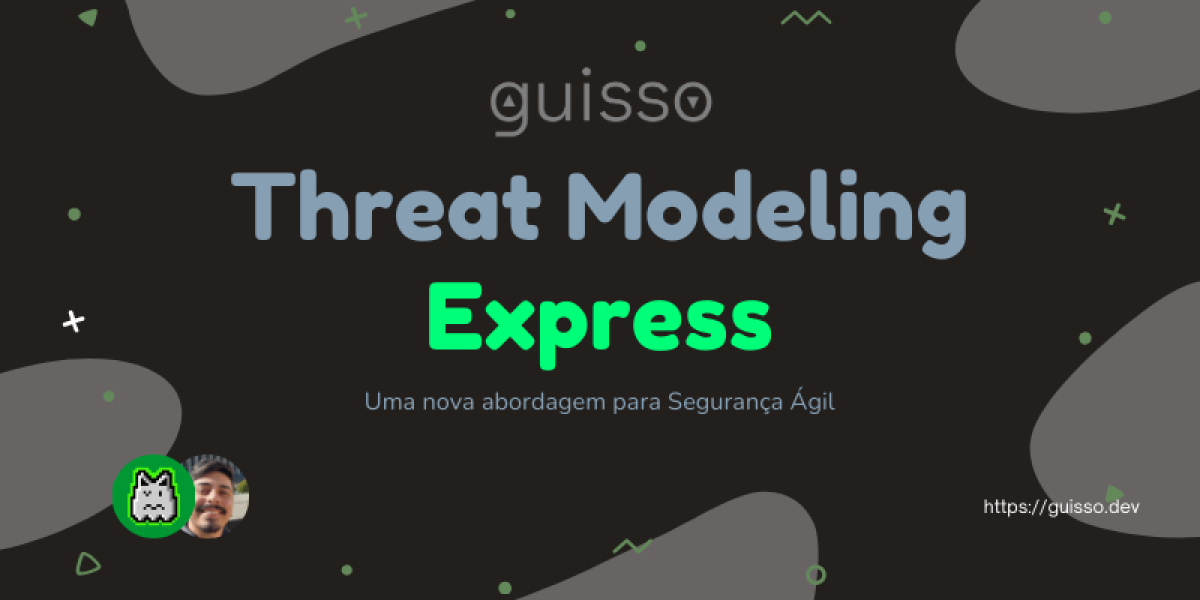 guisso
Threat Modeling
Express
Uma nova abordagem para Segurança Ágil
https://guisso.dev